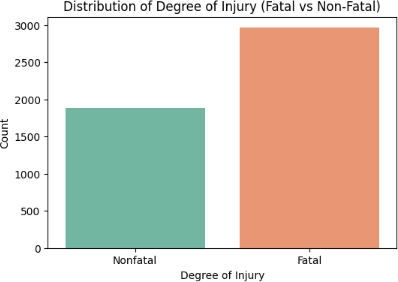 Distribution of Degree of Injury (Fatal vs Non-Fatal)
3000
2500
2000
1500
1000
500
0
Count
Nonfatal
Fatal
Degree of Injury